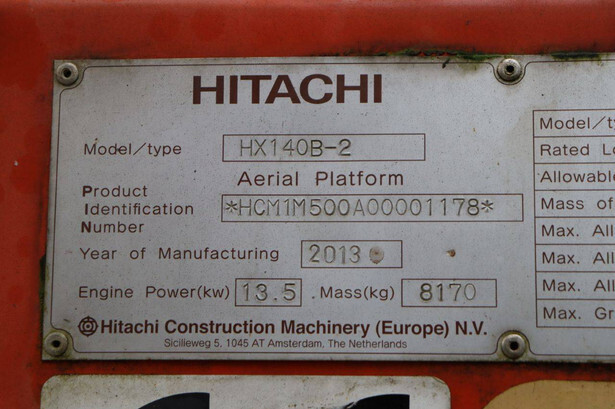 HITACHI
Model/type HX140B-2
Aerial Platform
Product
Identification *HCM1M500A00001178*
Number
Year of Manufacturing 2013
Engine Power(kw) 13.5 Mass(kg) 8170
Hitachi Construction Machinery (Europe) N.V.
Sicilieweg 5, 1045 AT Amsterdam, The Netherlands
Model/t
Rated Lo
Allowable
Mass of
Max. All
Max. All
Max. All
Max. Gr